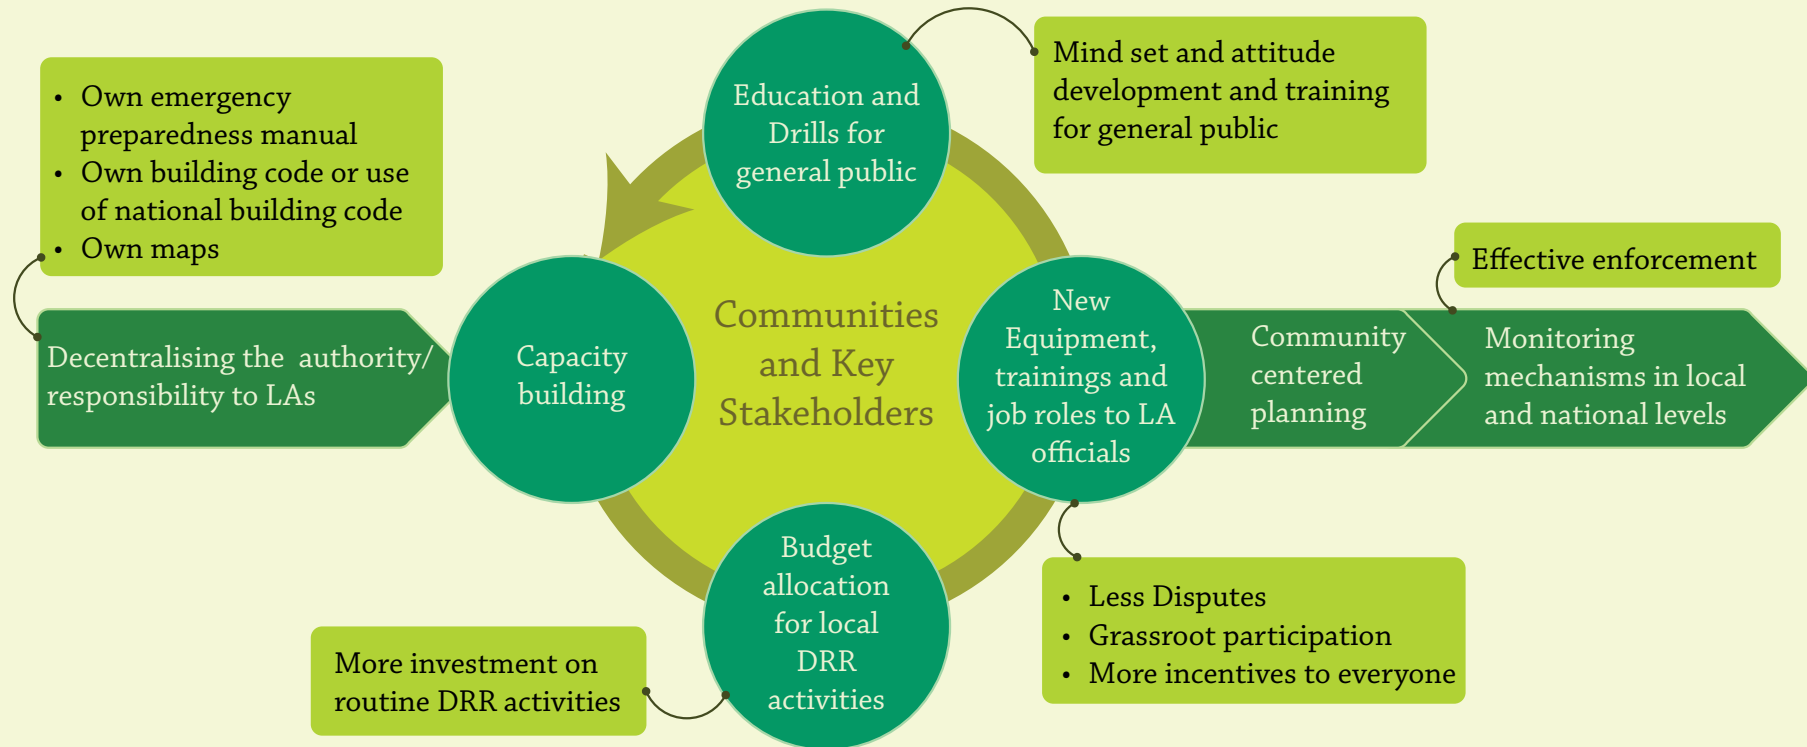 • Own emergency
preparedness manual
• Own building code or use
of national building code
• Own maps
Decentralising the authority/
responsibility to LAs
Capacity
building
Education and
Drills for
general public
Mind set and attitude
development and training
for general public
Communities
and Key
Stakeholders
New
Equipment,
trainings and
job roles to LA
officials
Community
centered
planning
Effective enforcement
Monitoring
mechanisms in local
and national levels
Budget
allocation
for local
DRR
activities
More investment on
routine DRR activities
• Less Disputes
• Grassroot participation
• More incentives to everyone